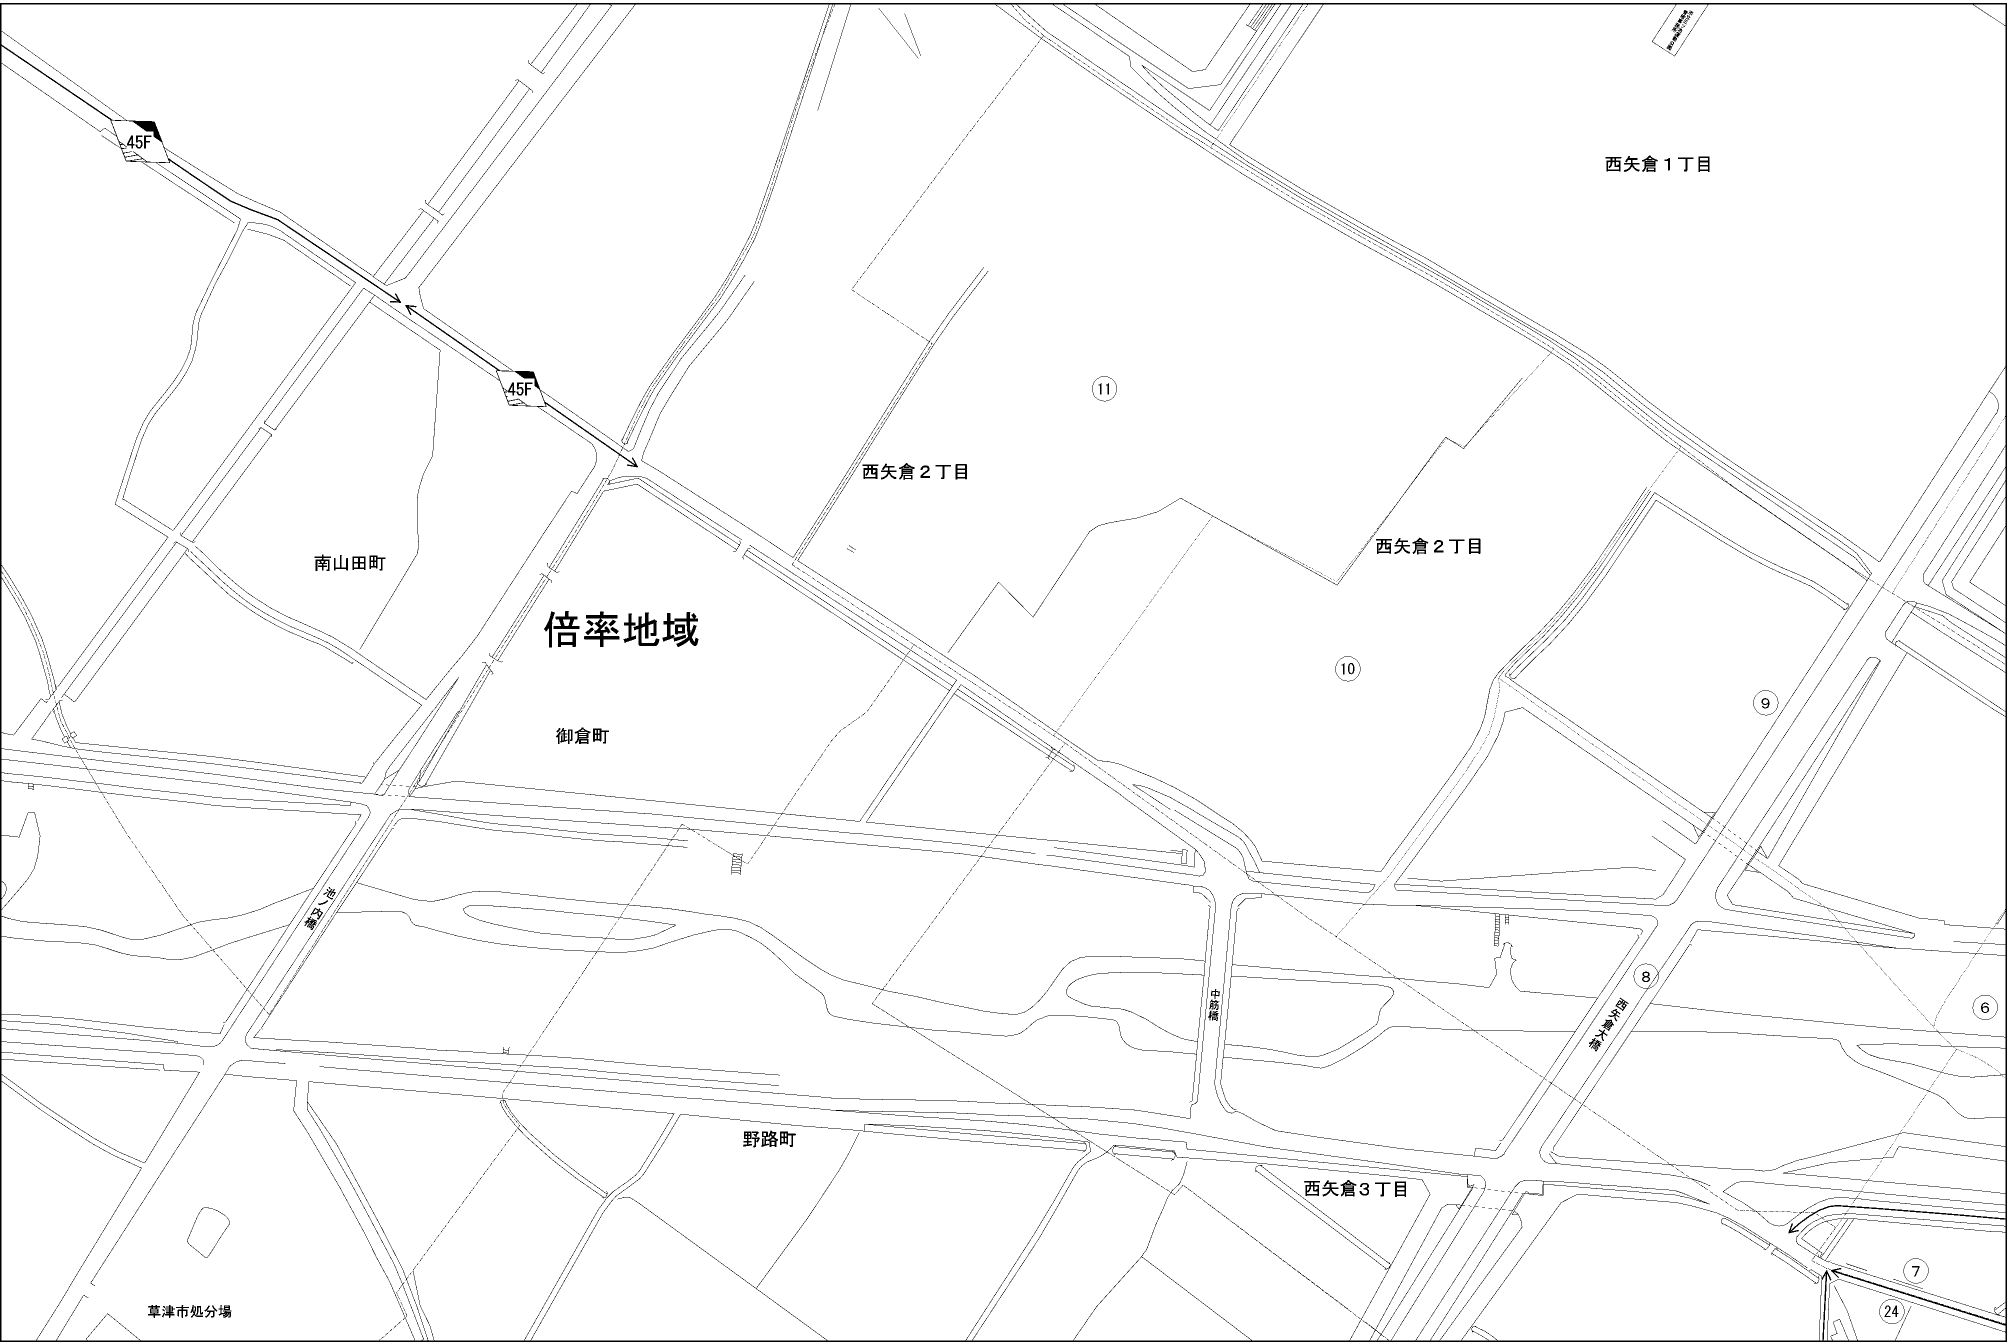 西矢倉１丁目
45F
45F
11
西矢倉２丁目
西矢倉２丁目
南山田町
倍率地域
10
9
御倉町
池ノ内橋
8
中筋橋
西矢倉大橋
6
野路町
西矢倉３丁目
7
24
草津市処分場